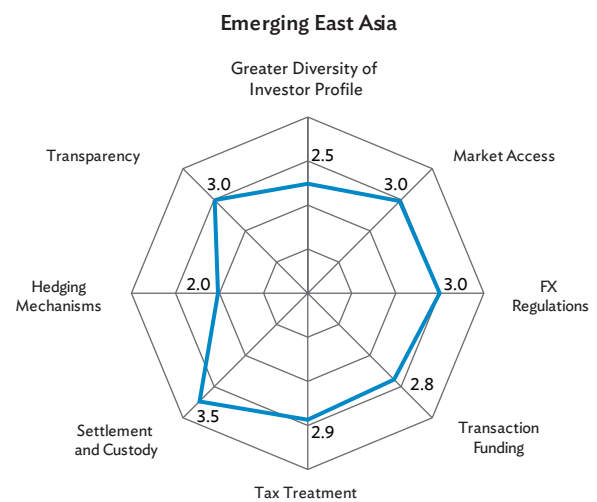 Emerging East Asia
Greater Diversity of
Investor Profile
2.5
Transparency
Market Access
3.0
3.0
Hedging
Mechanisms
2.0
3.0
FX
Regulations
2.8
3.5
2.9
Settlement
and Custody
Transaction
Funding
Tax Treatment